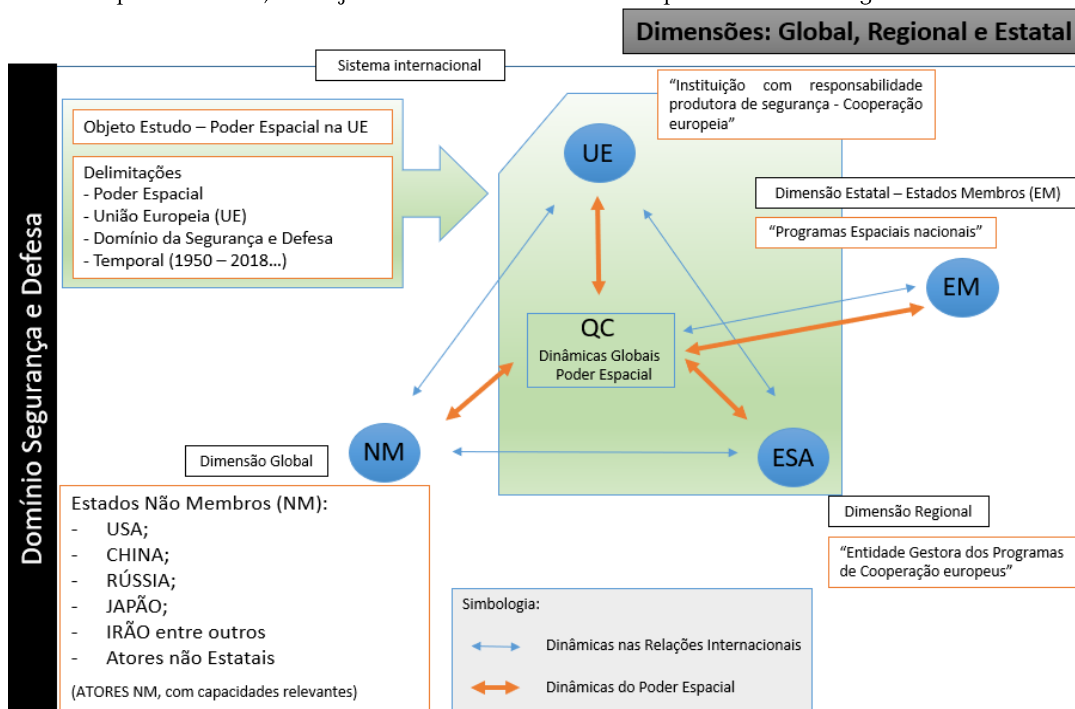 Dimensões: Global, Regional e Estatal
Sistema internacional
"Instituição com responsabilidade
produtora de segurança - Cooperação
europeia"
Objeto Estudo – Poder Espacial na UE
Delimitações
- Poder Espacial
- União Europeia (UE)
- Domínio da Segurança e Defesa
- Temporal (1950 – 2018...)
UE
Dimensão Estatal – Estados Membros (EM)
"Programas Espaciais nacionais"
EM
Domínio Segurança e Defesa
QC
Dinâmicas Globais
Poder Espacial
NM
ESA
Dimensão Global
Estados Não Membros (NM):
- USA;
- CHINA;
- RÚSSIA;
- JAPÃO;
- IRÃO entre outros
- Atores não Estatais
(ATORES NM, com capacidades relevantes)
Dimensão Regional
"Entidade Gestora dos Programas
de Cooperação europeus"
Simbologia:
Dinâmicas nas Relações Internacionais
Dinâmicas do Poder Espacial